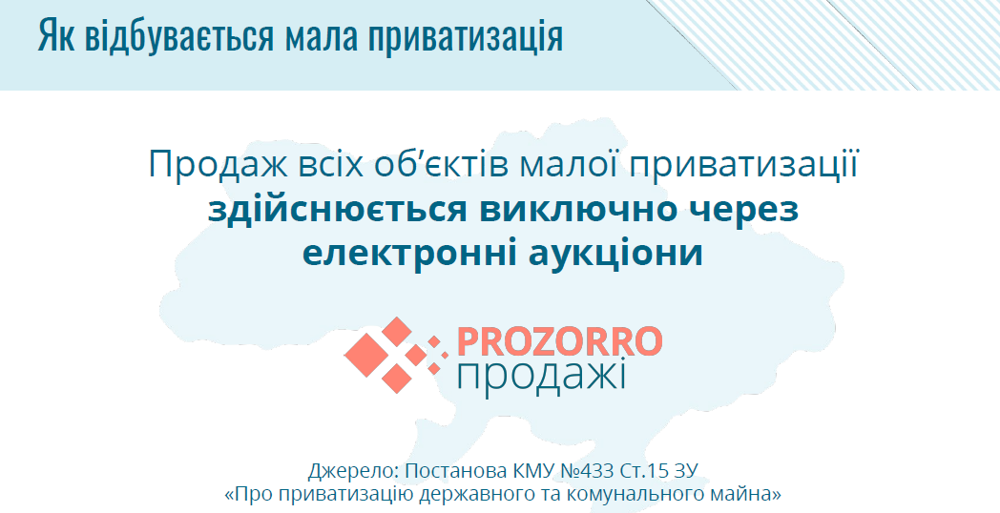 Як відбувається мала приватизація
Продаж всіх об’єктів малої приватизації
здійснюється виключно через
електронні аукціони
PROZORRO
продажі
Джерело: Постанова КМУ №433 Ст.15 ЗУ
«Про приватизацію державного та комунального майна»